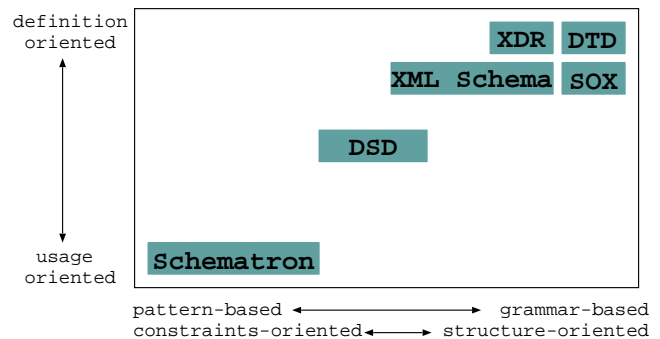 definition
oriented
XDR DTD
XML Schema SOX
DSD
usage
oriented
Schematron
pattern-based grammar-based
constraints-oriented structure-oriented